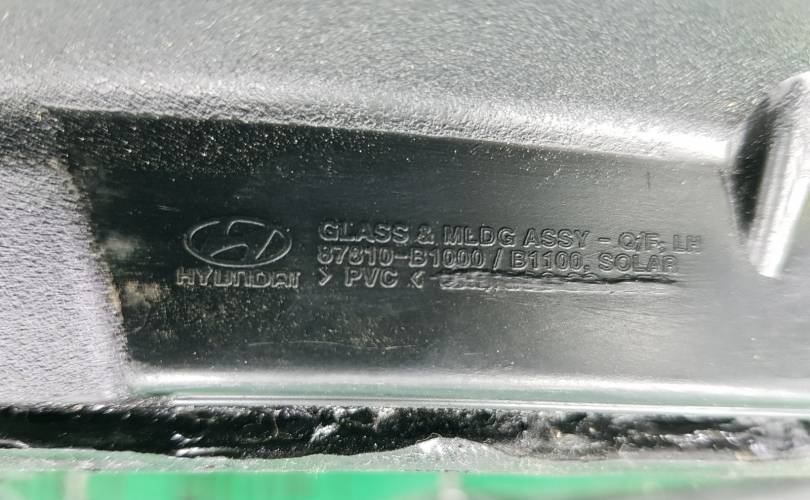 HYUNDAI
GLASS & MLDG ASSY - Q/F, LH
87810-B1000 / B1100, SOLAR
> PVC <